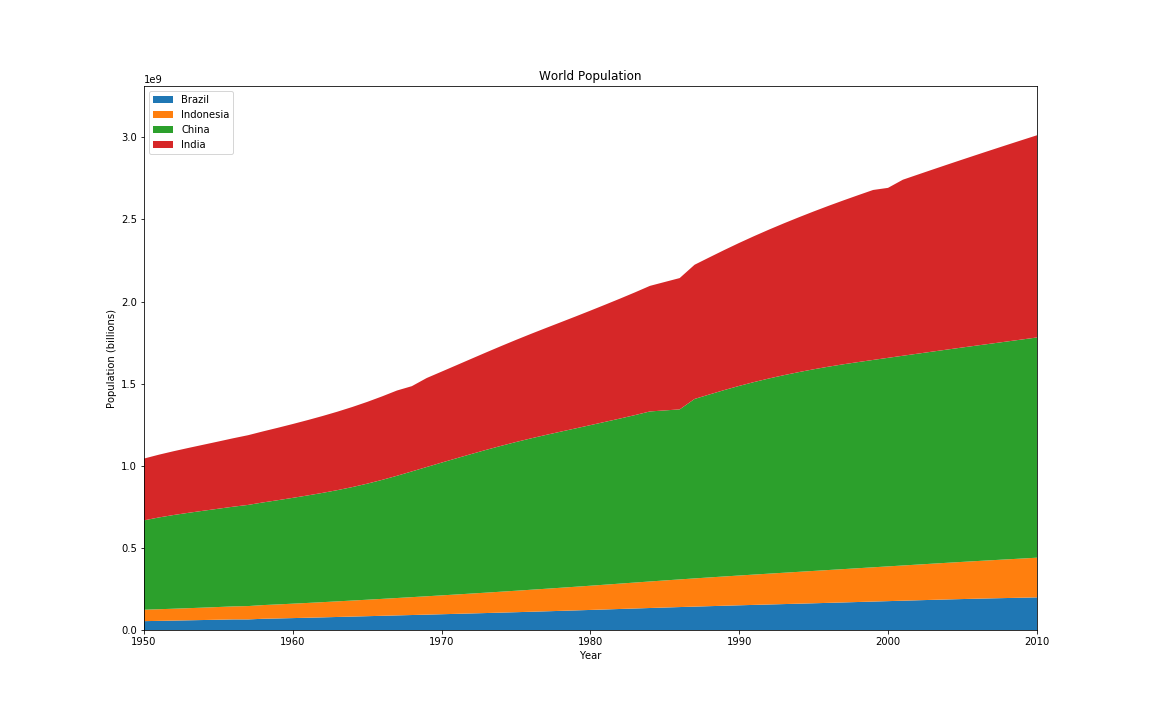 World Population
1e9
Brazil
Indonesia
China
India
3.0
2.5
2.0
1.5
1.0
0.5
0.0
Population (billions)
1950 1960 1970 1980 1990 2000 2010
Year